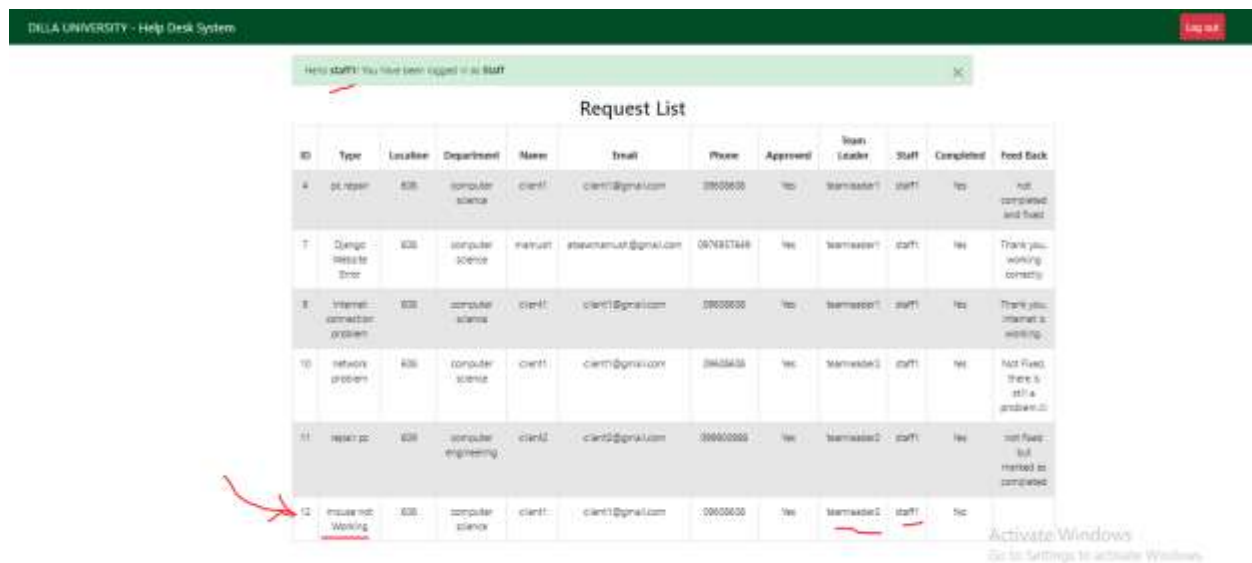 DILLA UNIVERSITY - Help Desk System
Log out
Hello staff1! You have been logged in as Staff
Request List
ID Type Location Department Name Email Phone Approved Team Leader Staff Completed Feed Back
4 pc repair computer science client1 client1@gmail.com Yes teamleader1 staff1 Yes not completed and fixed
7 Django Website Error computer science Yes teamleader1 staff1 Yes Thank you, working correctly
internet connection problem computer science client1 client1@gmail.com Yes teamleader1 staff1 Yes Thank you internet is working
10 network problem computer science client1 client1@gmail.com Yes teamleader2 staff1 Yes Not Fixed, there is still a problem
11 repair pc computer engineering client2 client2@gmail.com Yes teamleader2 staff1 Yes not fixed but marked as completed
12 mouse not Working computer science client1 client1@gmail.com Yes teamleader2 staff1 No
Activate Windows
Go to Settings to activate Windows.